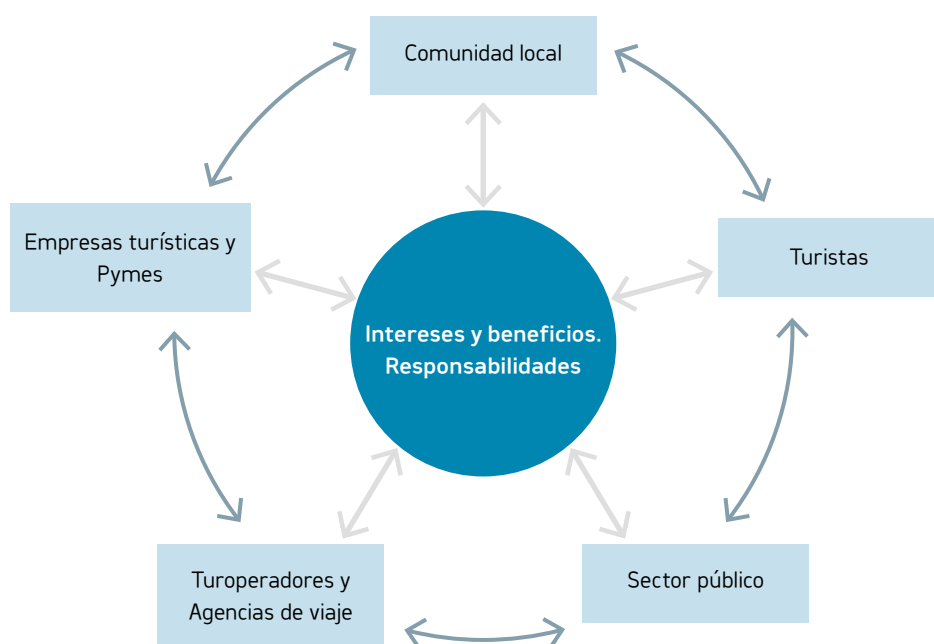 Comunidad local
Empresas turísticas y
Pymes
Turistas
Intereses y beneficios.
Responsabilidades
Turoperadores y
Agencias de viaje
Sector público